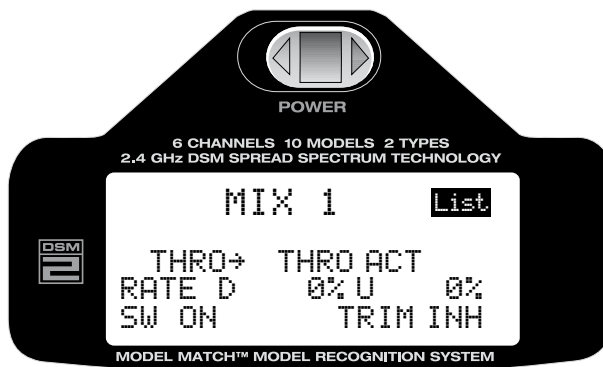 POWER
6 CHANNELS 10 MODELS 2 TYPES
2.4 GHz DSM SPREAD SPECTRUM TECHNOLOGY
MIX 1 List
DSM
2
THRO→ THRO ACT
RATE D 0% U 0%
SW ON TRIM INH
MODEL MATCH™ MODEL RECOGNITION SYSTEM